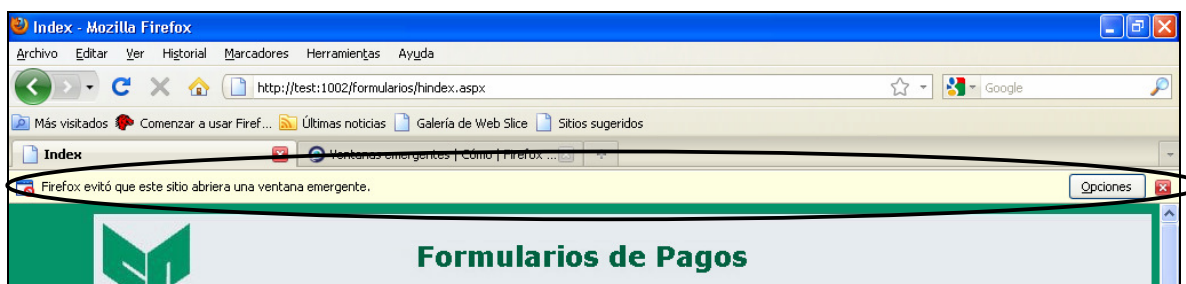 Index - Mozilla Firefox
Archivo Editar Ver Historial Marcadores Herramientas Ayuda
http://test:1002/formularios/hindex.aspx Google
Más visitados Comenzar a usar Firef... Últimas noticias Galería de Web Slice Sitios sugeridos
Index Ventanas emergentes | Cómo | Firefox ...
Firefox evitó que este sitio abriera una ventana emergente. Opciones
Formularios de Pagos